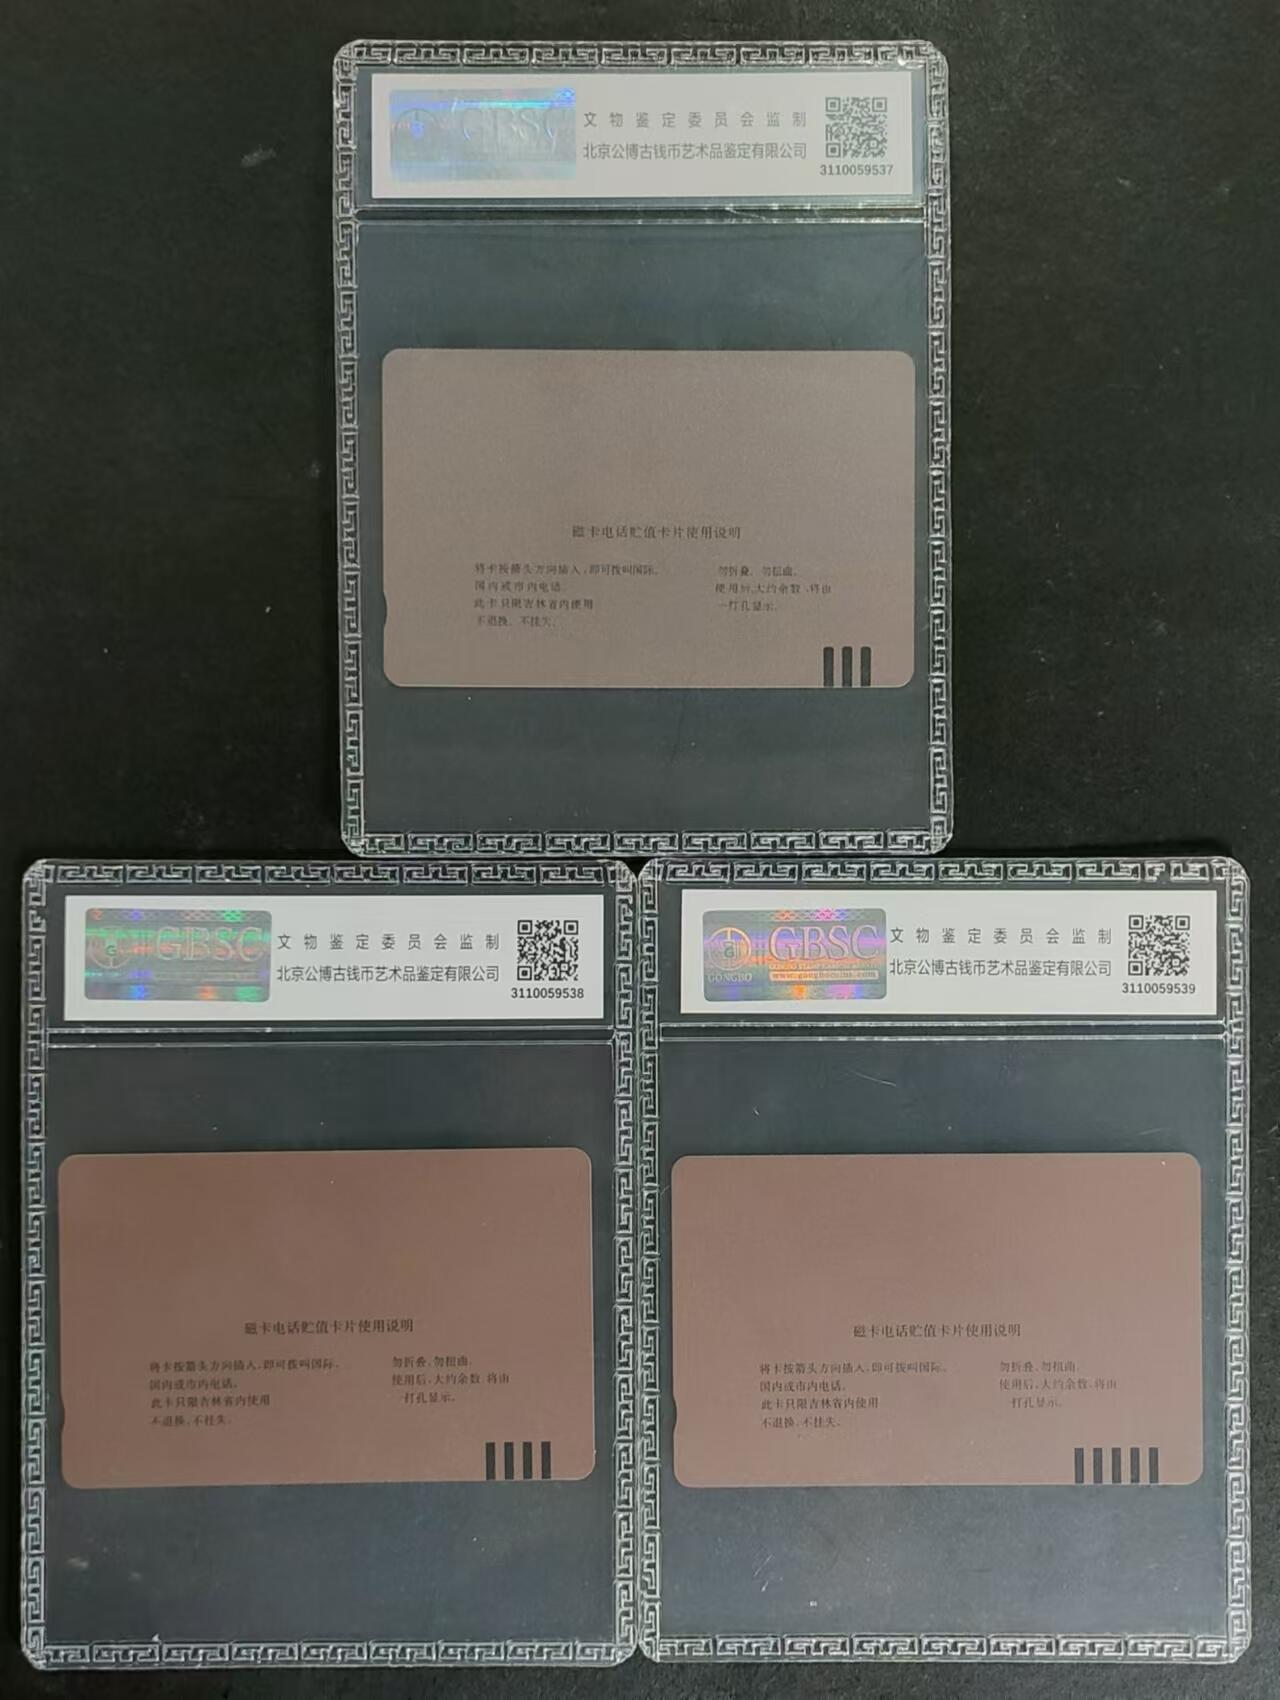 GBSC
文物鉴定委员会监制
北京公博古钱币艺术品鉴定有限公司
3110059537
磁卡电话贮值卡片使用说明
将卡按箭头方向插入,即可拨叫国际、
国内或市内电话。
此卡只限吉林省内使用
不退换、不挂失。
勿折叠、勿扭曲。
使用后,大约余数,将由
一打孔显示。
GBSC
文物鉴定委员会监制
北京公博古钱币艺术品鉴定有限公司
3110059538
磁卡电话贮值卡片使用说明
将卡按箭头方向插入,即可拨叫国际、
国内或市内电话。
此卡只限吉林省内使用
不退换、不挂失。
勿折叠、勿扭曲。
使用后,大约余数,将由
一打孔显示。
GONGBO
GBSC
www.gongbocoins.com
文物鉴定委员会监制
北京公博古钱币艺术品鉴定有限公司
3110059539
磁卡电话贮值卡片使用说明
将卡按箭头方向插入,即可拨叫国际、
国内或市内电话。
此卡只限吉林省内使用
不退换、不挂失。
勿折叠、勿扭曲。
使用后,大约余数,将由
一打孔显示。